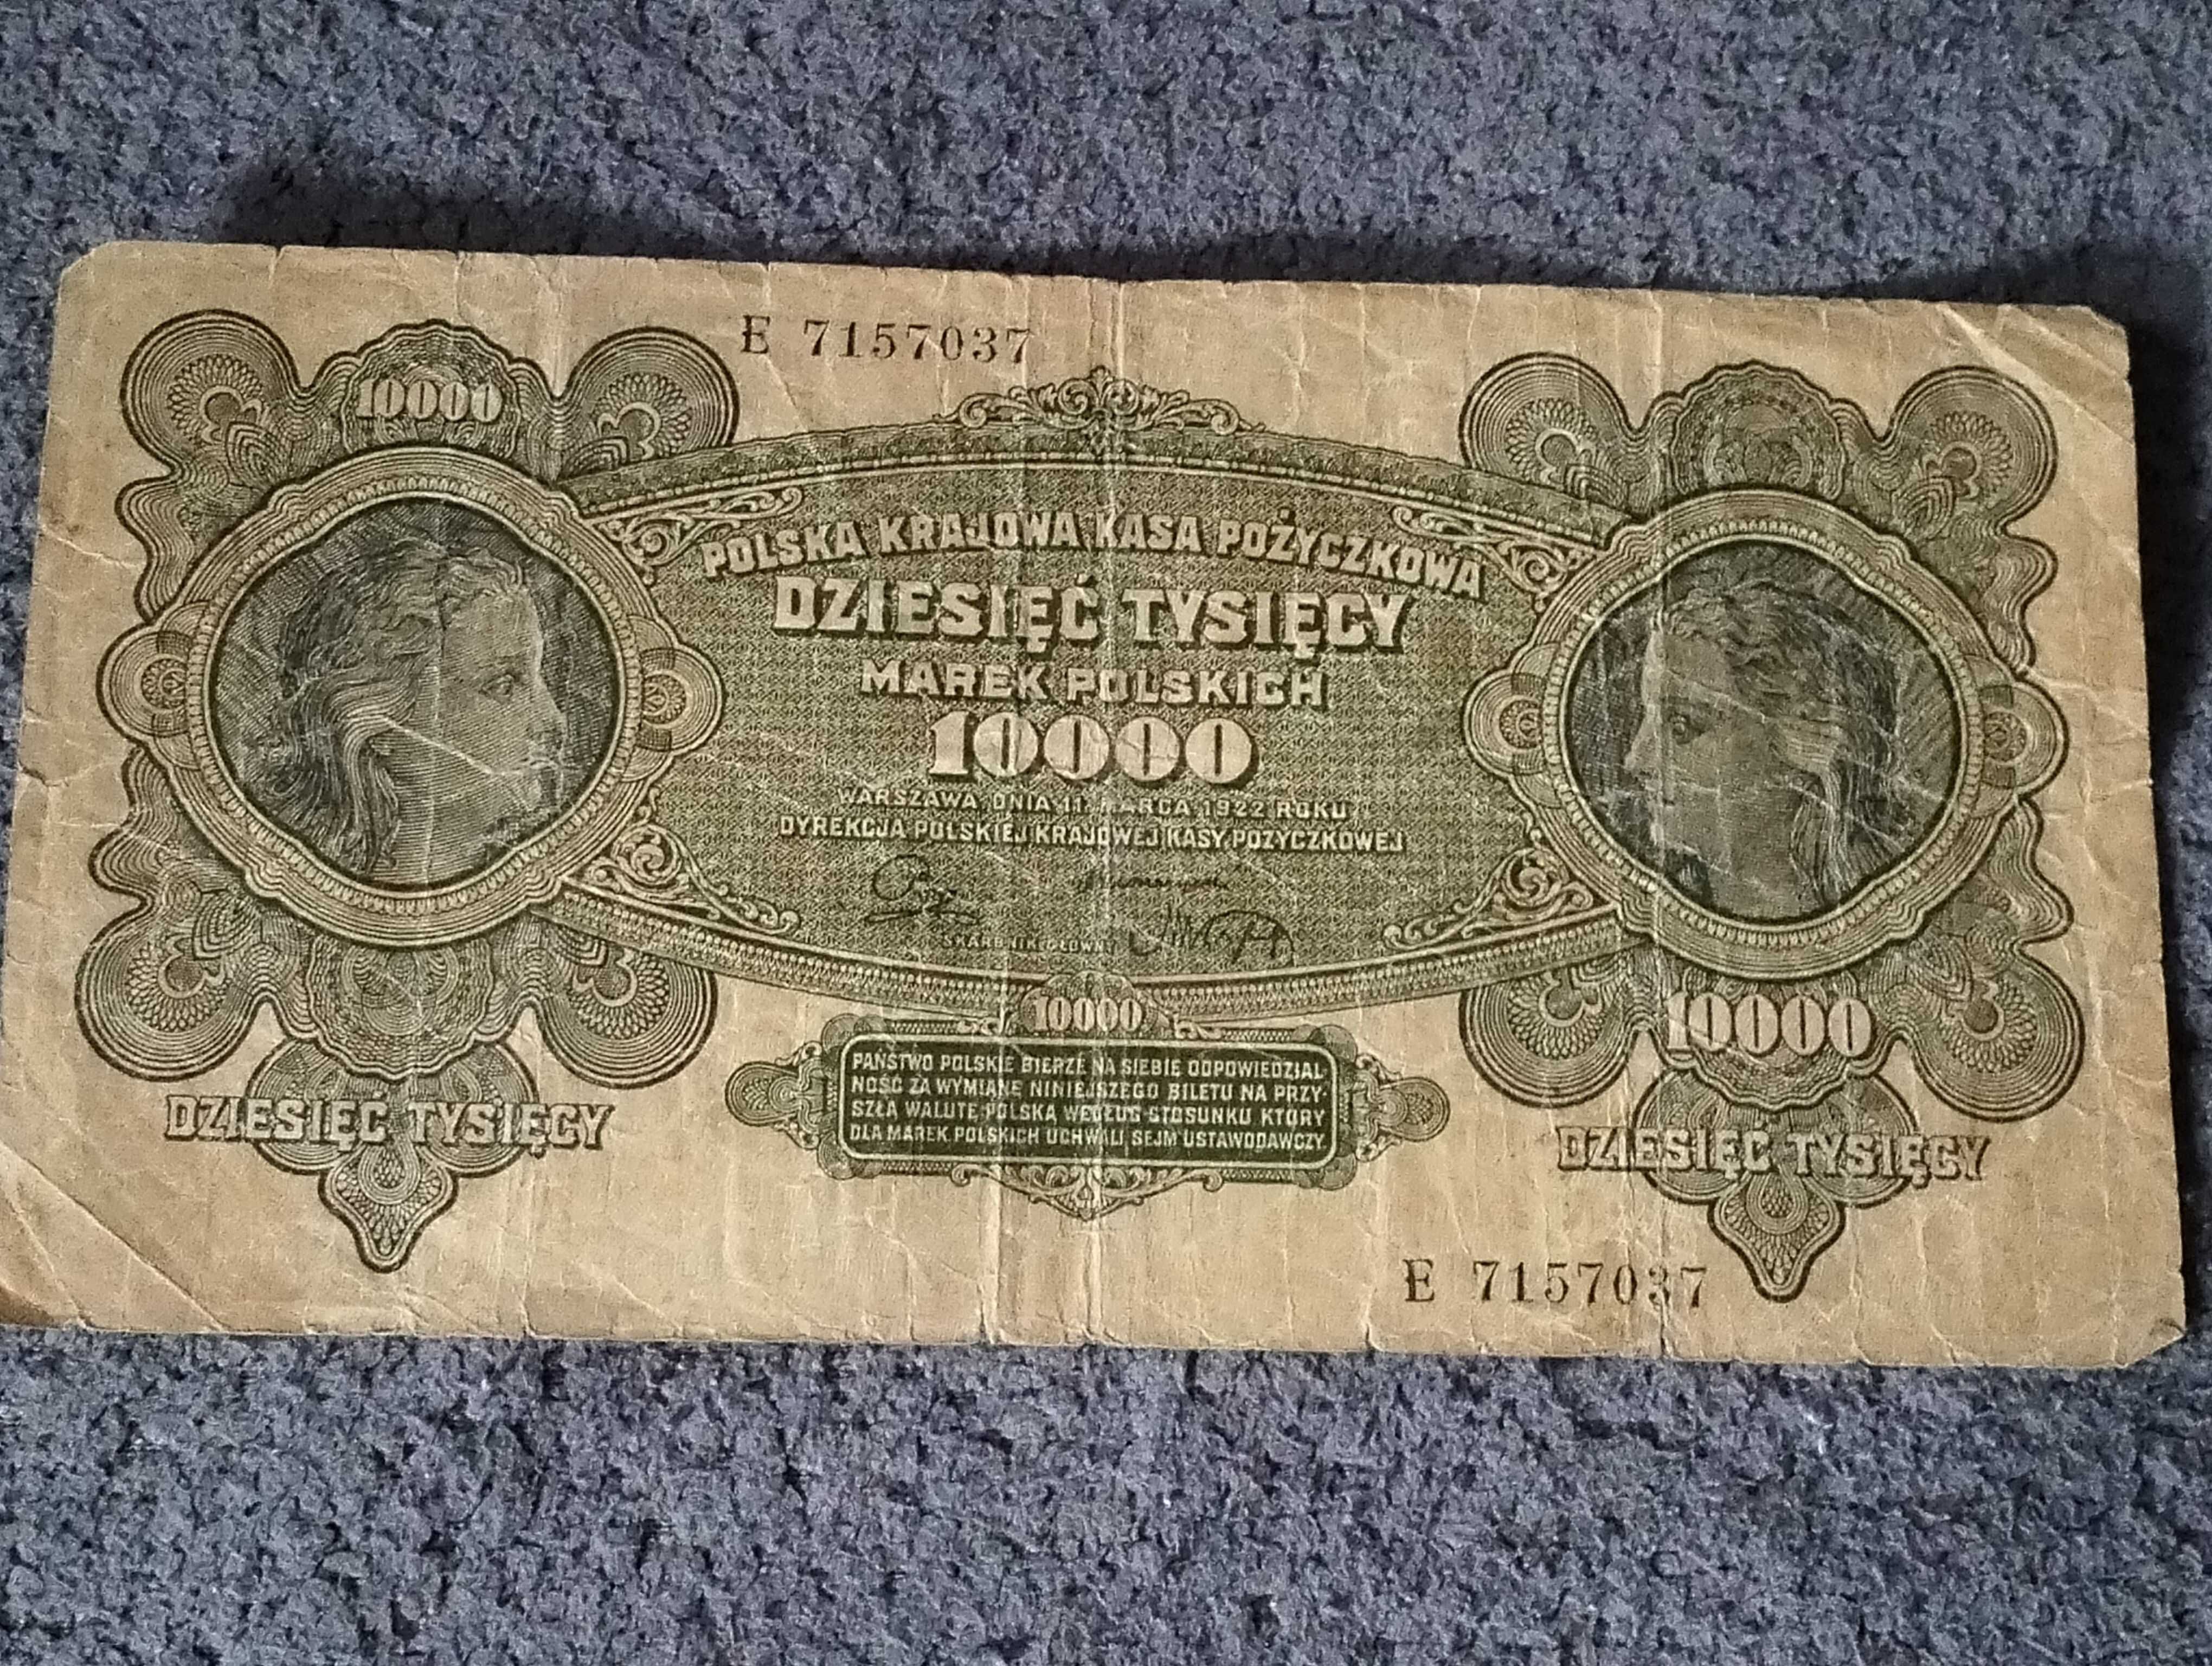 E 7157037
10000
POLSKA KRAJOWA KASA POŻYCZKOWA
DZIESIĘĆ TYSIĘCY
MAREK POLSKICH
10000
WARSZAWA, DNIA 11. MARCA 1922 ROKU
DYREKCJA POLSKIEJ KRAJOWEJ KASY POŻYCZKOWEJ
SKARBNIK GŁÓWNY
10000
10000
PAŃSTWO POLSKIE BIERZE NA SIEBIE ODPOWIEDZIAL
NOŚĆ ZA WYMIANĘ NINIEJSZEGO BILETU NA PRZY-
SZŁĄ WALUTĘ POLSKĄ WEDŁUG STOSUNKU KTÓRY
DLA MAREK POLSKICH UCHWALI SEJM USTAWODAWCZY
DZIESIĘĆ TYSIĘCY
DZIESIĘĆ TYSIĘCY
E 7157037